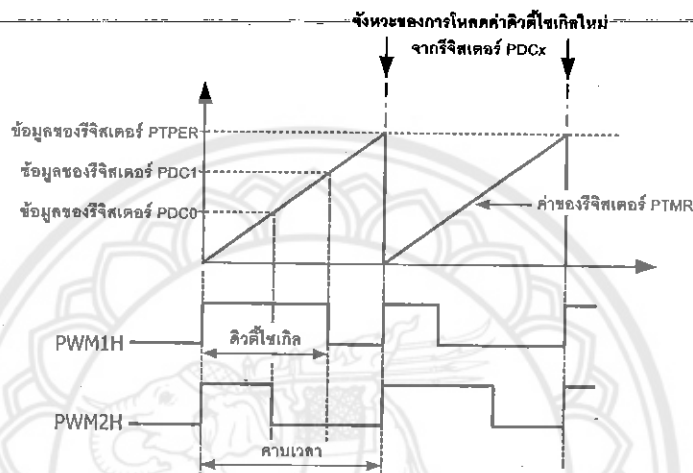 จังหวะของการโหลดค่าดิวตี้ไซเกิลใหม่
จากรีจิสเตอร์ PDCx
ข้อมูลของรีจิสเตอร์ PTPER
ข้อมูลของรีจิสเตอร์ PDC1
ข้อมูลของรีจิสเตอร์ PDC0
ค่าของรีจิสเตอร์ PTMR
PWM1H
ดิวตี้ไซเกิล
PWM2H
คาบเวลา